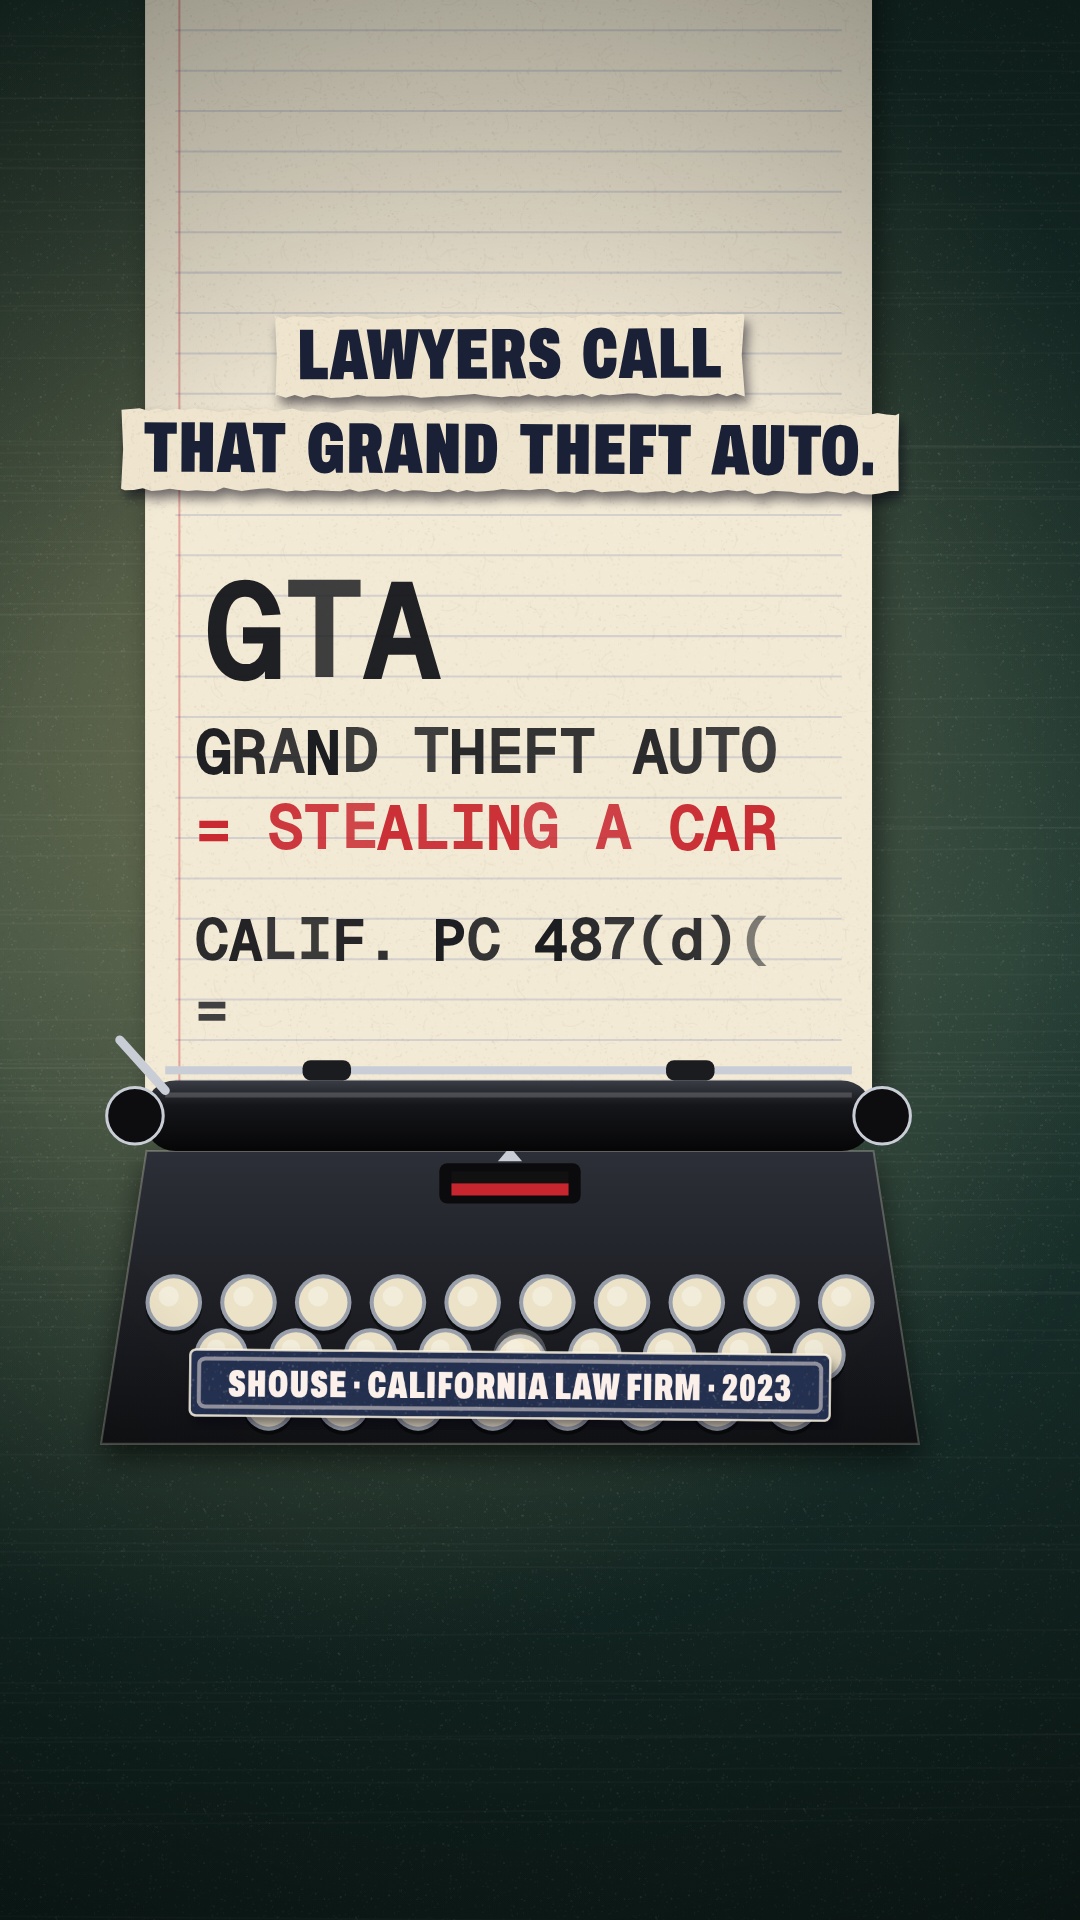 LAWYERS CALL
THAT GRAND THEFT AUTO.
GTA
GRAND THEFT AUTO
= STEALING A CAR
CALIF. PC 487(d)(
=
SHOUSE · CALIFORNIA LAW FIRM · 2023